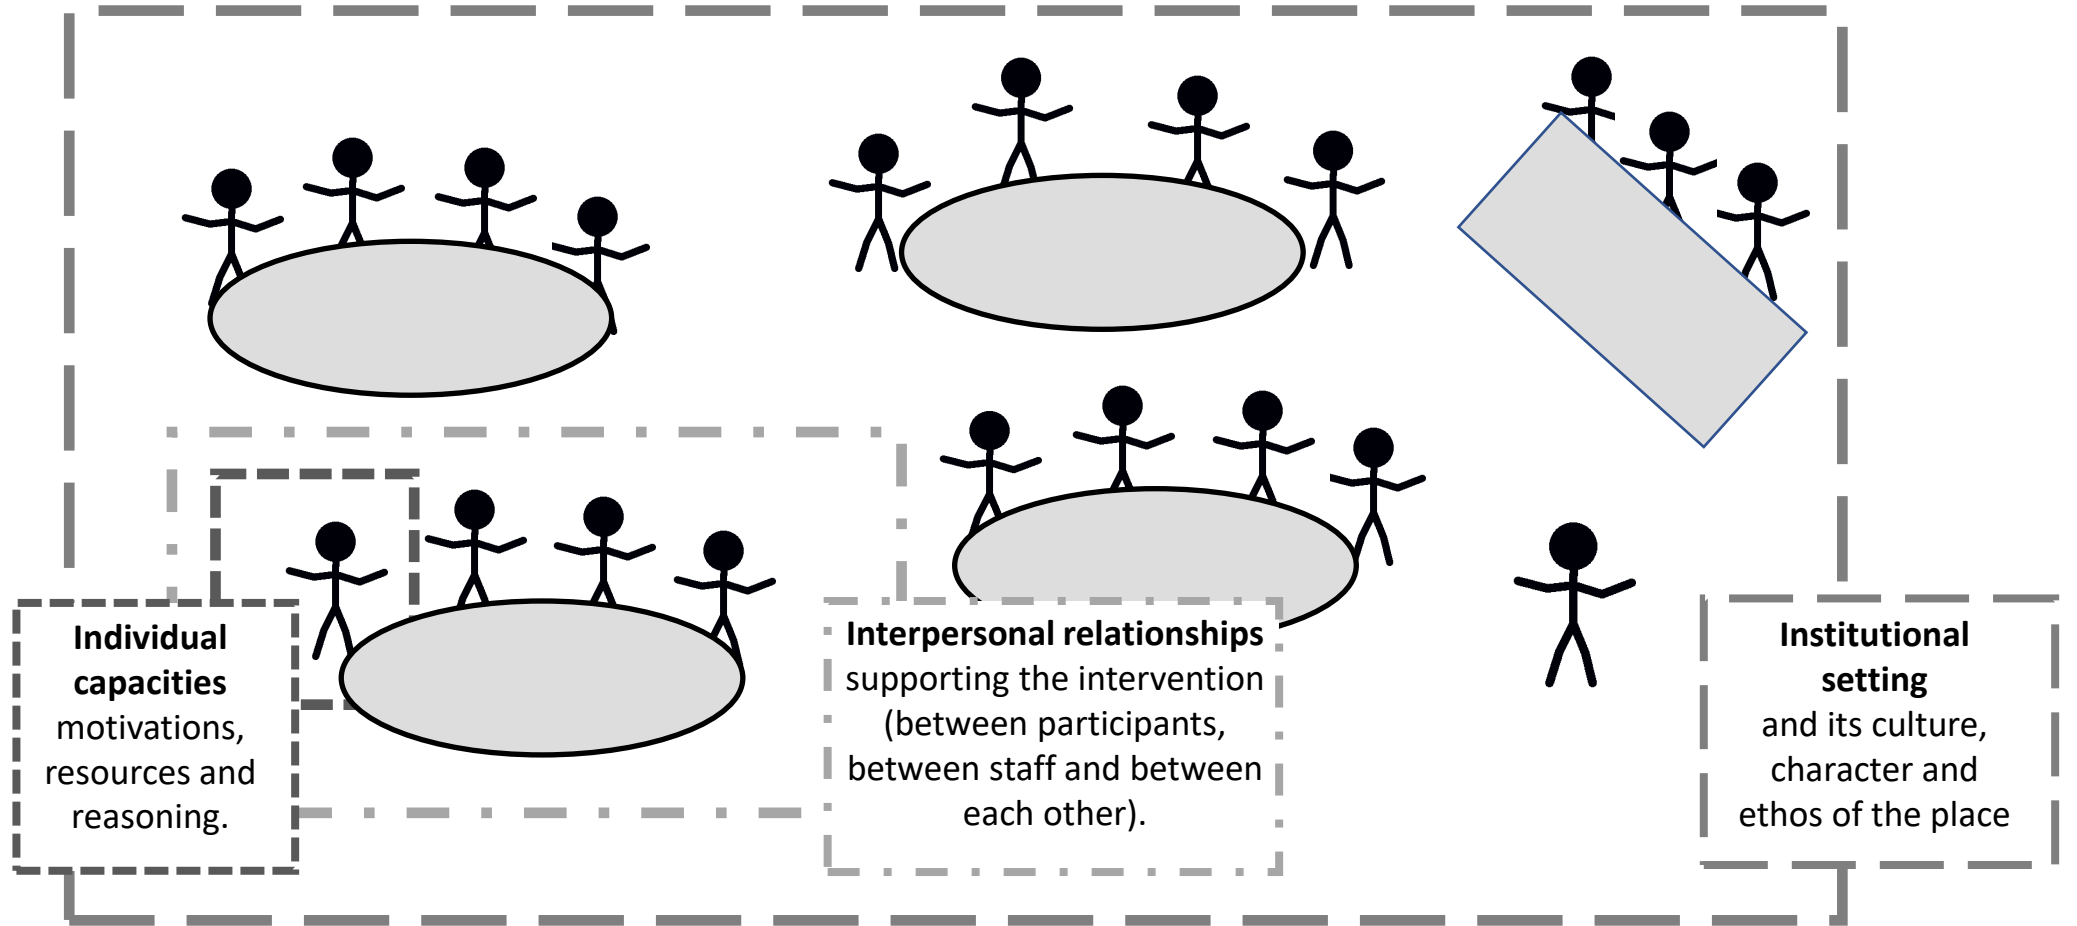 Individual
capacities
motivations,
resources and
reasoning.
Interpersonal relationships
supporting the intervention
(between participants,
between staff and between
each other).
Institutional
setting
and its culture,
character and
ethos of the place